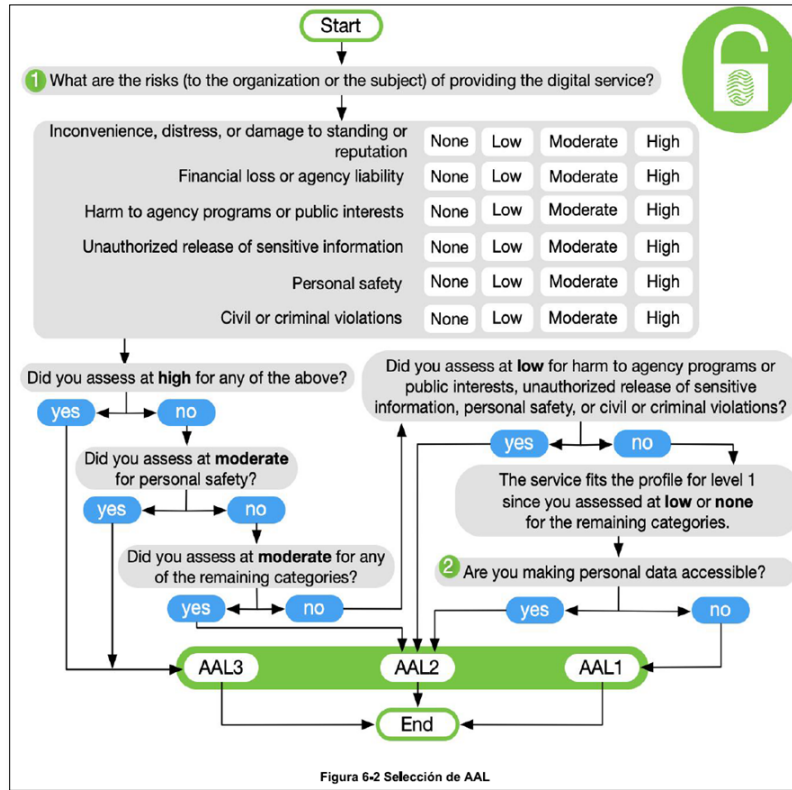 Start
1 What are the risks (to the organization or the subject) of providing the digital service?
Inconvenience, distress, or damage to standing or
reputation
None Low Moderate High
Financial loss or agency liability None Low Moderate High
Harm to agency programs or public interests None Low Moderate High
Unauthorized release of sensitive information None Low Moderate High
Personal safety None Low Moderate High
Civil or criminal violations None Low Moderate High
Did you assess at high for any of the above?
yes no
Did you assess at moderate
for personal safety?
yes no
Did you assess at moderate for any
of the remaining categories?
yes no
Did you assess at low for harm to agency programs or
public interests, unauthorized release of sensitive
information, personal safety, or civil or criminal violations?
yes no
The service fits the profile for level 1
since you assessed at low or none
for the remaining categories.
2 Are you making personal data accessible?
yes no
AAL3 AAL2 AAL1
End
Figura 6-2 Selección de AAL